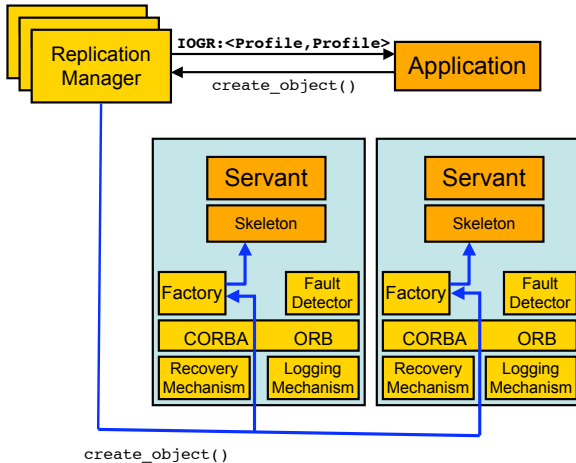 Replication
Manager
IOGR:<Profile,Profile>
create_object()
Application
Servant
Skeleton
Factory
Fault
Detector
CORBA ORB
Recovery
Mechanism
Logging
Mechanism
Servant
Skeleton
Factory
Fault
Detector
CORBA ORB
Recovery
Mechanism
Logging
Mechanism
create_object()